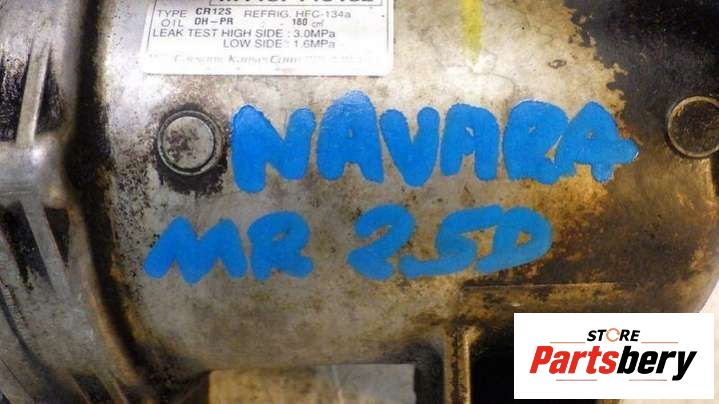 TYPE CR12S REFRIG. HFC-134a
OIL DH-PR 180 cm³
LEAK TEST HIGH SIDE : 3.0MPa
LOW SIDE : 1.6MPa
NAVARA
MR 2.5D
STORE
Partsbery